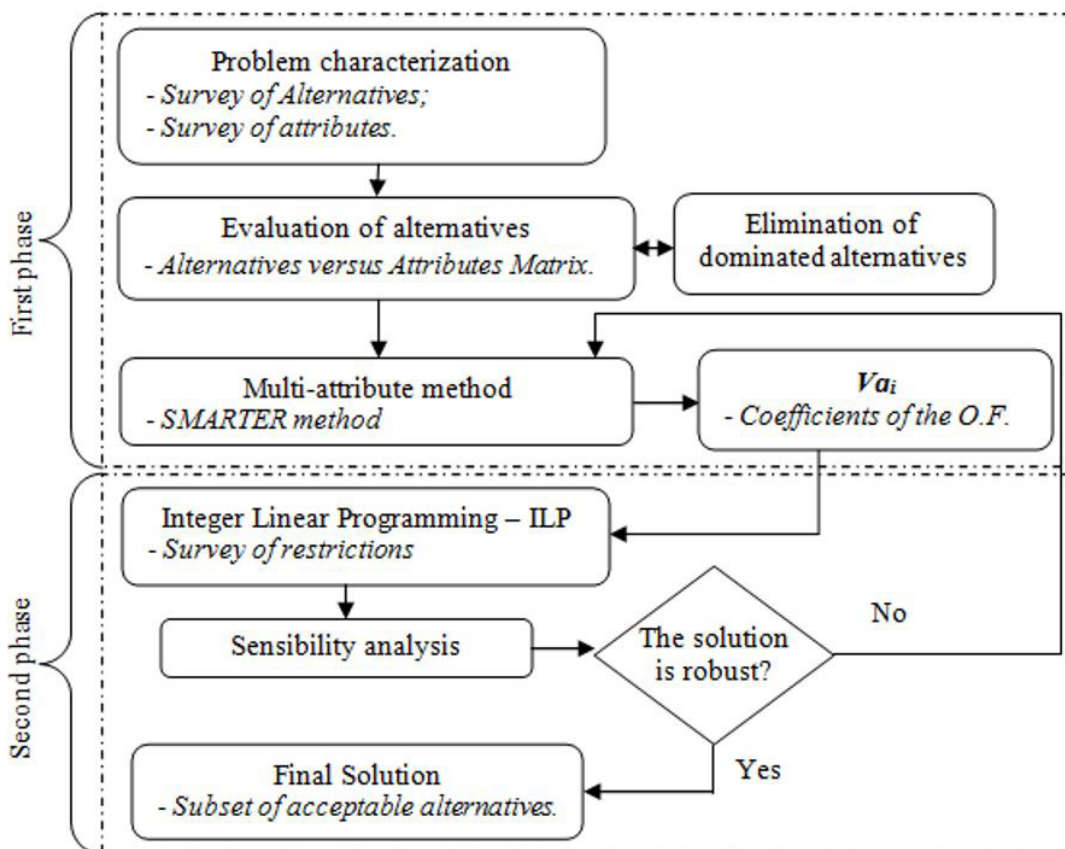 First phase
Problem characterization
- Survey of Alternatives;
- Survey of attributes.
Evaluation of alternatives
- Alternatives versus Attributes Matrix.
Elimination of
dominated alternatives
Multi-attribute method
- SMARTER method
Vai
- Coefficients of the O.F.
Second phase
Integer Linear Programming – ILP
- Survey of restrictions
Sensibility analysis
The solution
is robust?
No
Yes
Final Solution
- Subset of acceptable alternatives.